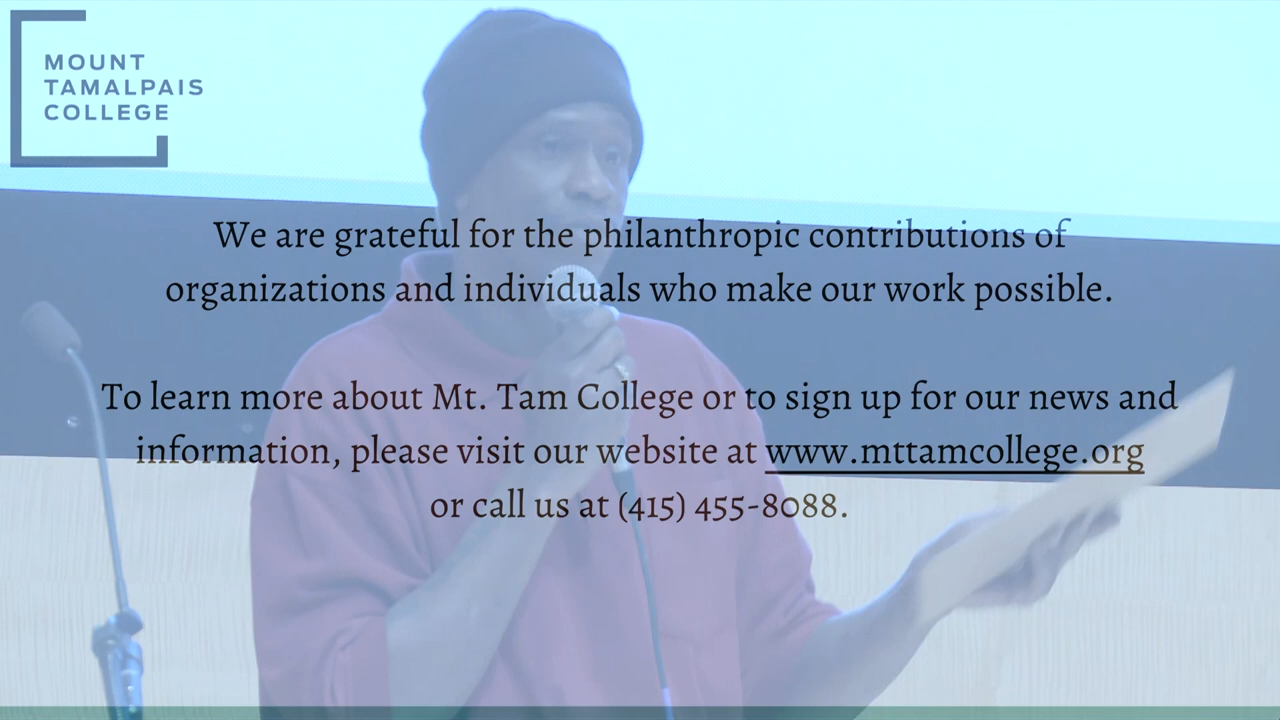 MOUNT
TAMALPAIS
COLLEGE
We are grateful for the philanthropic contributions of
organizations and individuals who make our work possible.
To learn more about Mt. Tam College or to sign up for our news and
information, please visit our website at www.mttamcollege.org
or call us at (415) 455-8088.